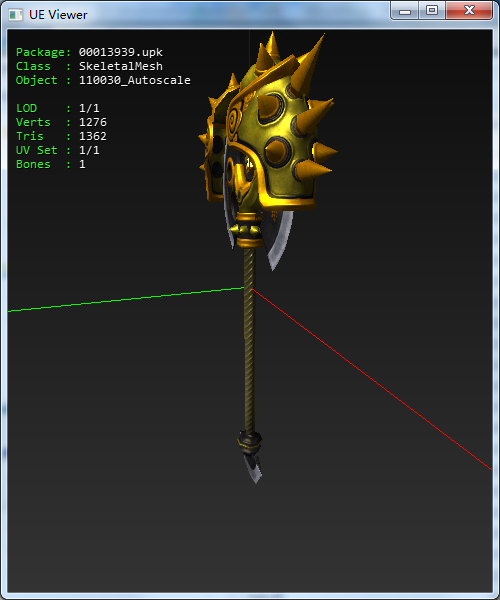 UE Viewer
Package: 00013939.upk
Class  : SkeletalMesh
Object : 110030_Autoscale
LOD    : 1/1
Verts  : 1276
Tris   : 1362
UV Set : 1/1
Bones  : 1